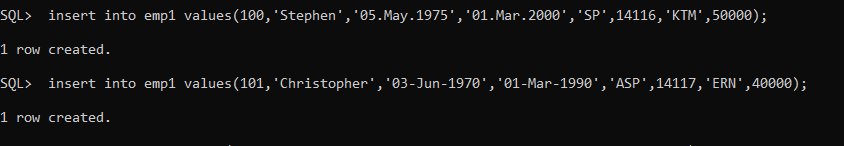 SQL>  insert into emp1 values(100,'Stephen','05.May.1975','01.Mar.2000','SP',14116,'KTM',50000);
1 row created.
SQL>  insert into emp1 values(101,'Christopher','03-Jun-1970','01-Mar-1990','ASP',14117,'ERN',40000);
1 row created.